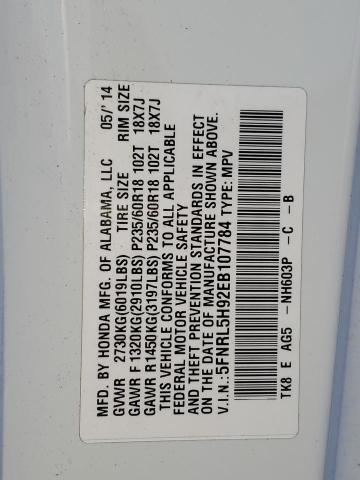 MFD. BY HONDA MFG. OF ALABAMA, LLC 05/'14
GVWR 2730KG(6019LBS) TIRE SIZE RIM SIZE
GAWR F 1320KG(2910LBS) P235/60R18 102T 18X7J
GAWR R1450KG(3197LBS) P235/60R18 102T 18X7J
THIS VEHICLE CONFORMS TO ALL APPLICABLE
FEDERAL MOTOR VEHICLE SAFETY
AND THEFT PREVENTION STANDARDS IN EFFECT
ON THE DATE OF MANUFACTURE SHOWN ABOVE.
V.I.N.:5FNRL5H92EB107784 TYPE: MPV
TK8 E AG5 -NH603P -C -B